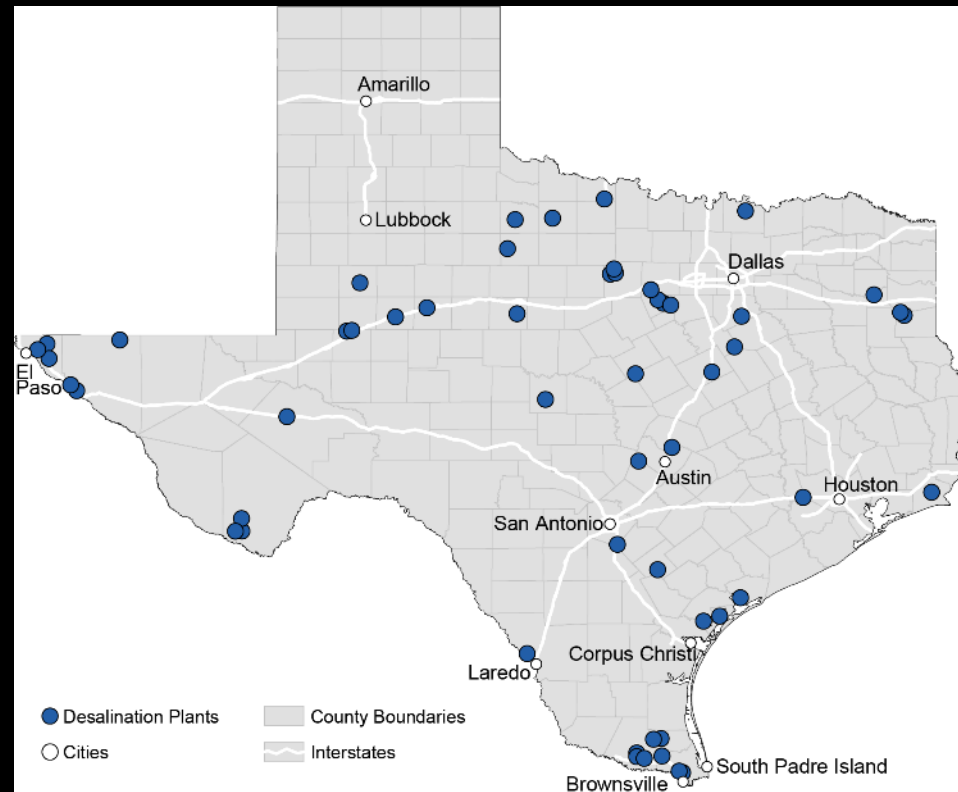 Amarillo
Lubbock
Dallas
El
Paso
Austin
Houston
San Antonio
Corpus Christi
Laredo
Desalination Plants
County Boundaries
Cities
Interstates
South Padre Island
Brownsville